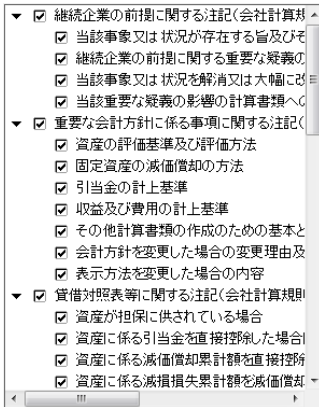 継続企業の前提に関する注記(会計計算規
当該事象又は状況が存在する旨及びそ
継続企業の前提に関する重要な疑義の
当該事象又は状況を解消又は大幅に改
当該重要な疑義の影響の計算書類への
重要な会計方針に係る事項に関する注記(
資産の評価基準及び評価方法
固定資産の減価償却の方法
引当金の計上基準
収益及び費用の計上基準
その他計算書類の作成のための基本と
会計方針を変更した場合の変更理由及
表示方法を変更した場合の内容
貸借対照表等に関する注記(会社計算規則
資産が担保に供されている場合
資産に係る引当金を直接控除した場合
資産に係る減価償却累計額を直接控除
資産に係る減損損失累計額を減価償却